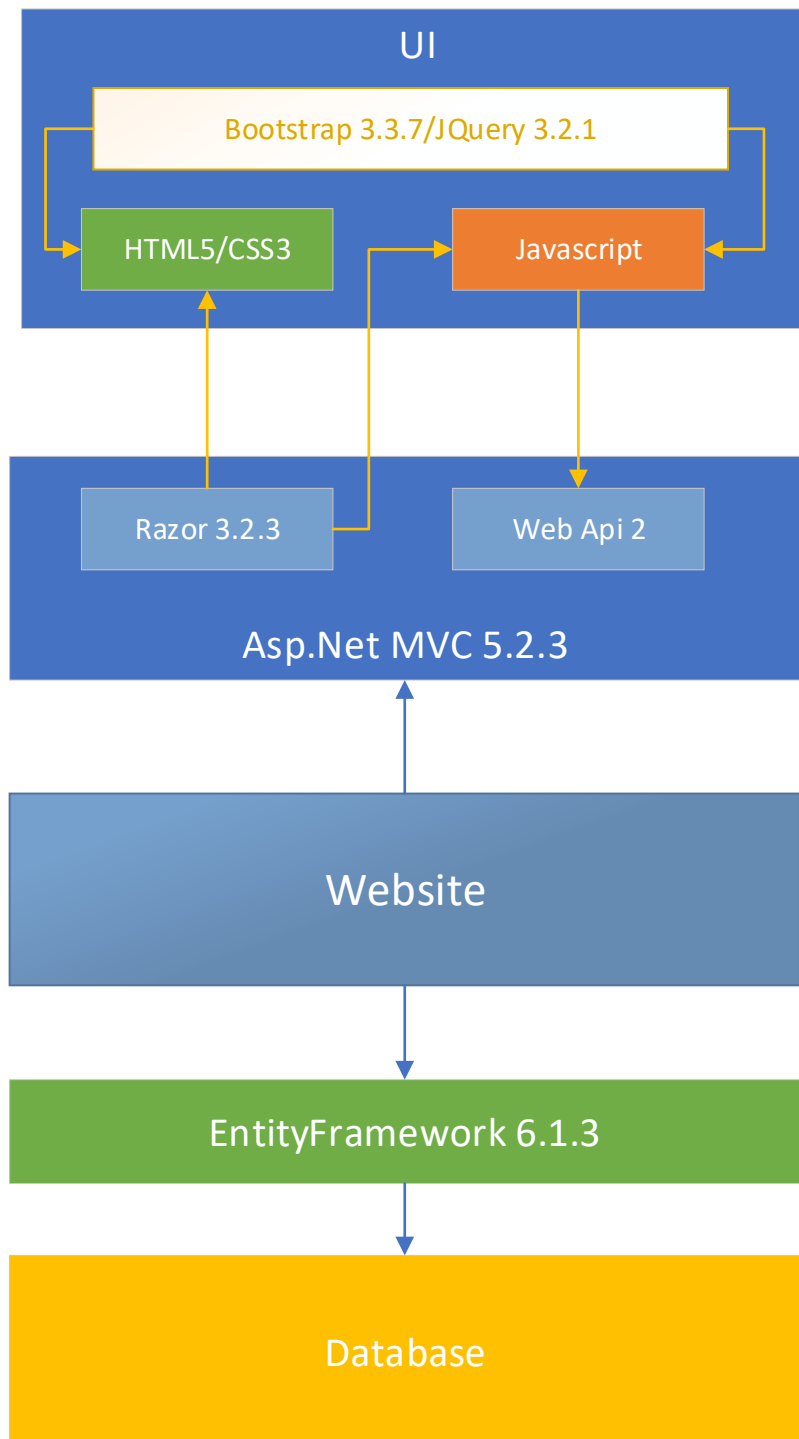 UI
Bootstrap 3.3.7/JQuery 3.2.1
HTML5/CSS3
Javascript
Razor 3.2.3
Web Api 2
Asp.Net MVC 5.2.3
Website
EntityFramework 6.1.3
Database